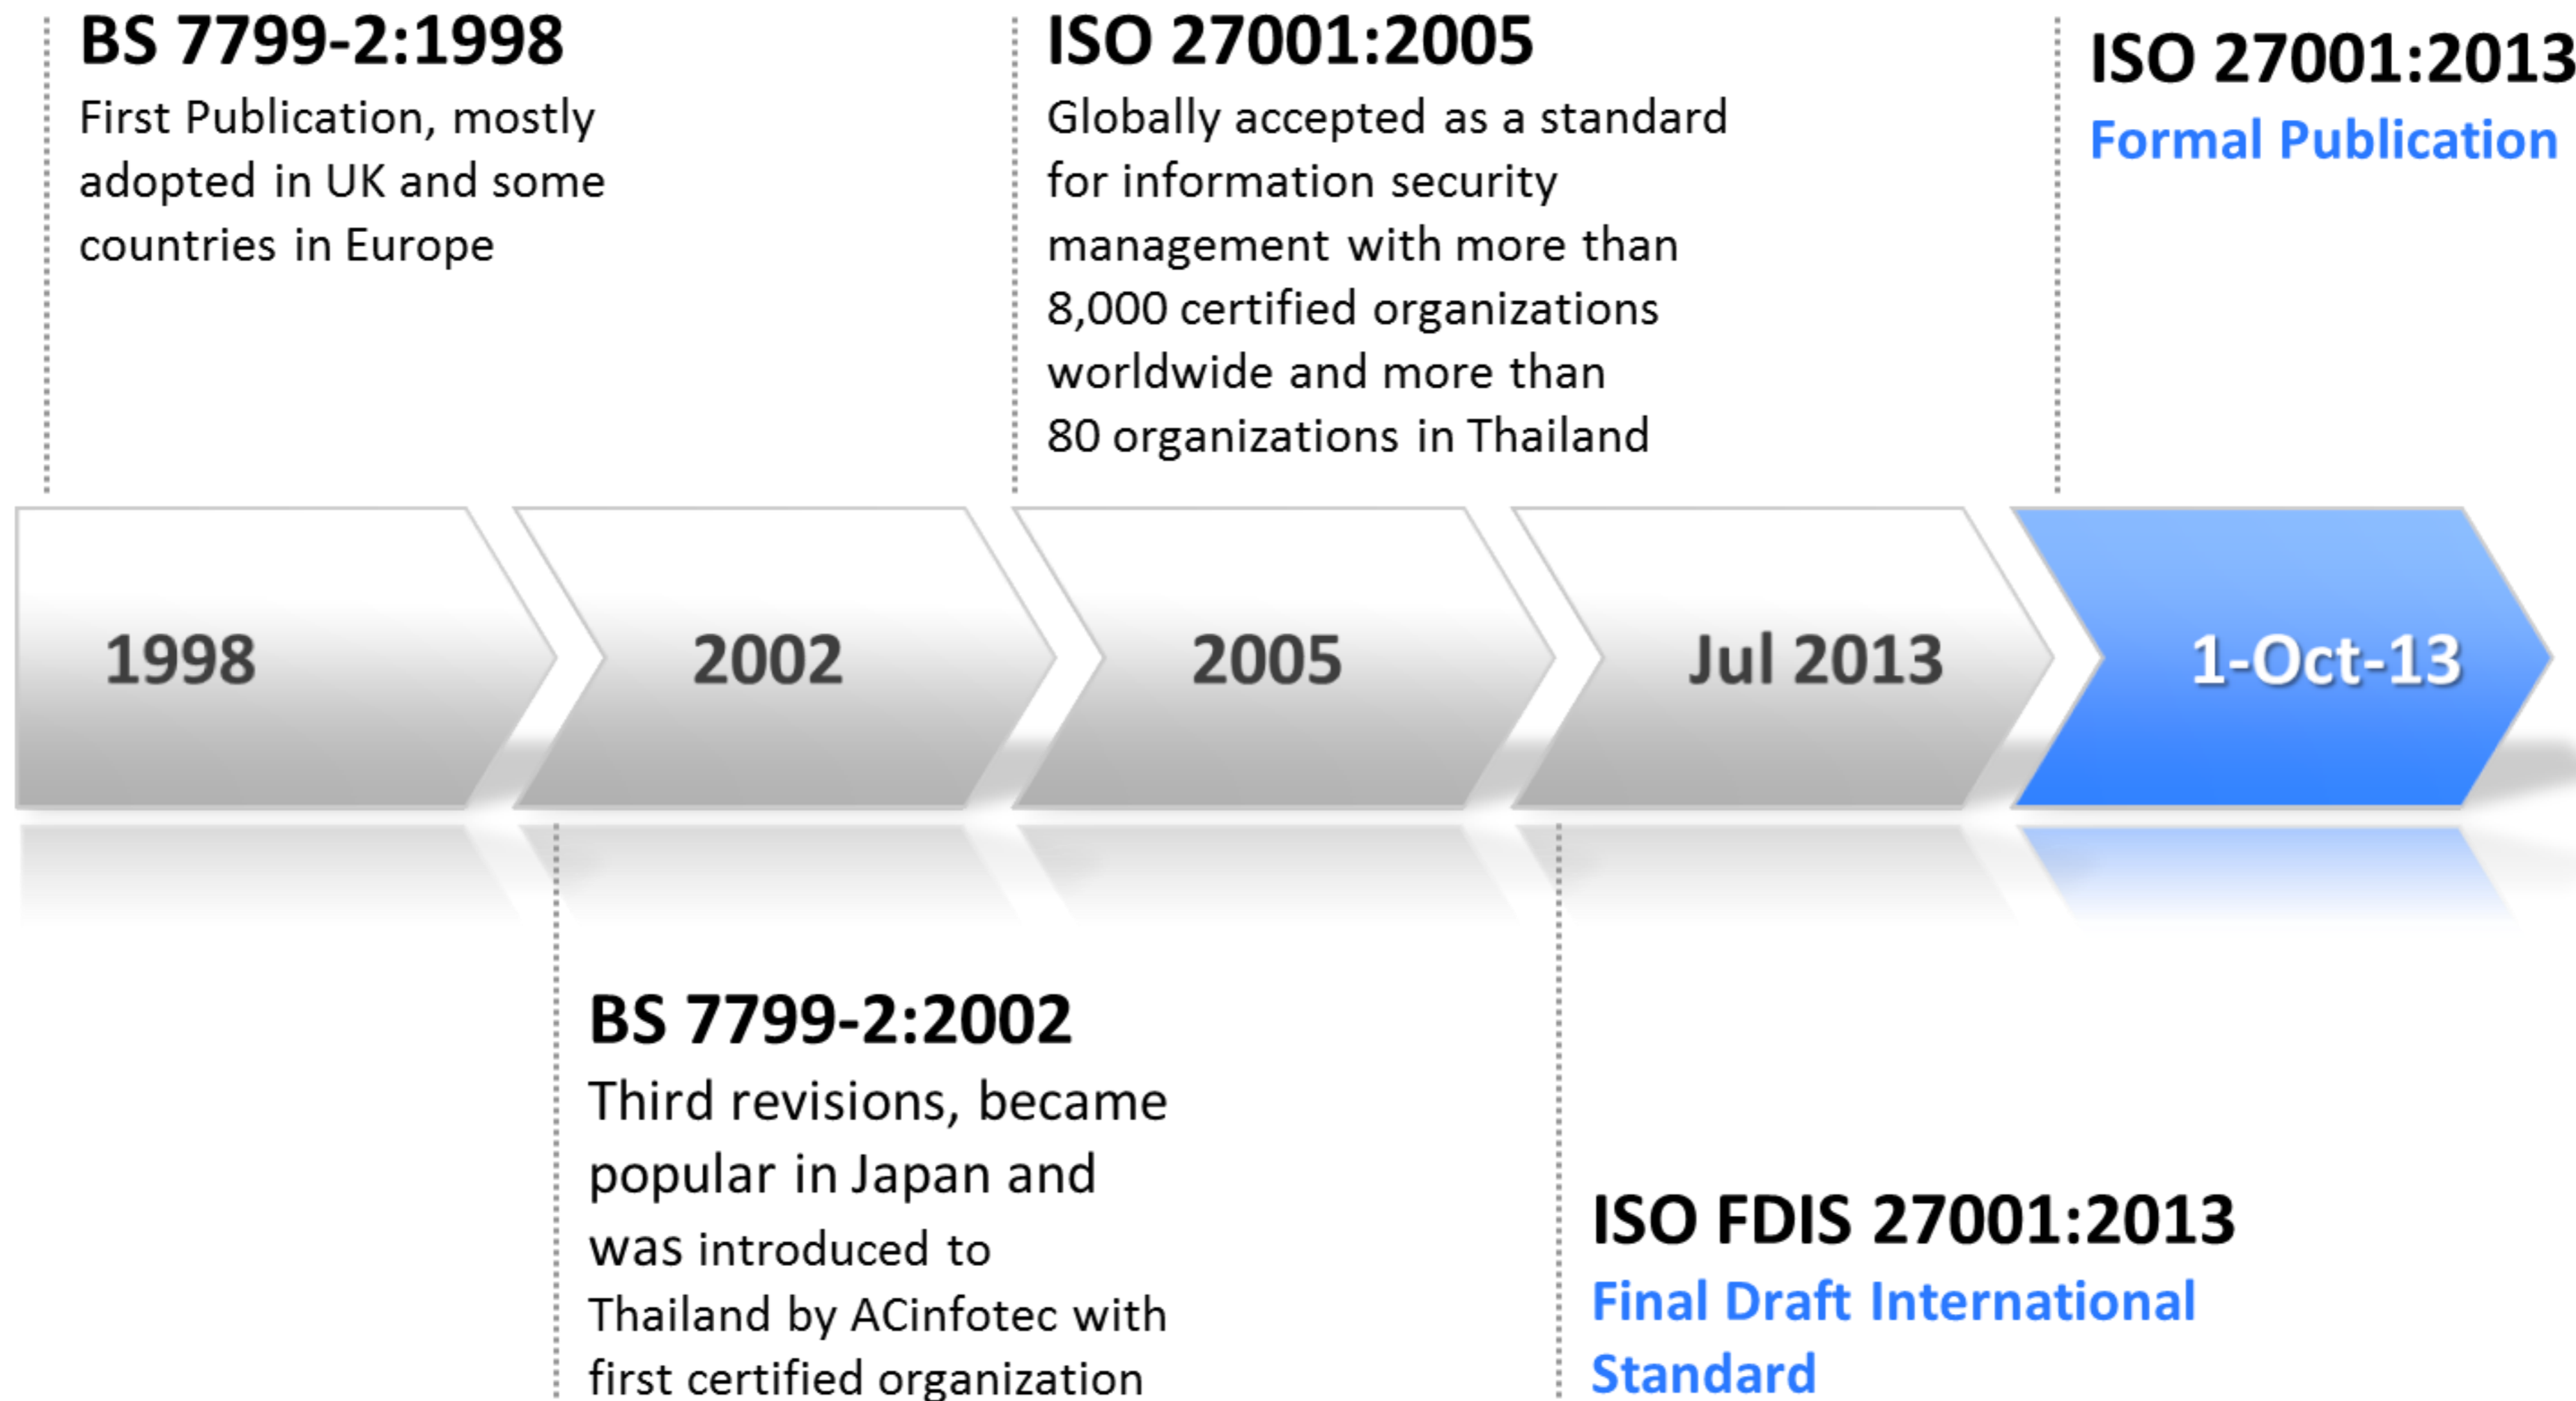 BS 7799-2:1998
First Publication, mostly
adopted in UK and some
countries in Europe
ISO 27001:2005
Globally accepted as a standard
for information security
management with more than
8,000 certified organizations
worldwide and more than
80 organizations in Thailand
ISO 27001:2013
Formal Publication
1998
2002
2005
Jul 2013
1-Oct-13
BS 7799-2:2002
Third revisions, became
popular in Japan and
was introduced to
Thailand by ACinfotec with
first certified organization
ISO FDIS 27001:2013
Final Draft International
Standard